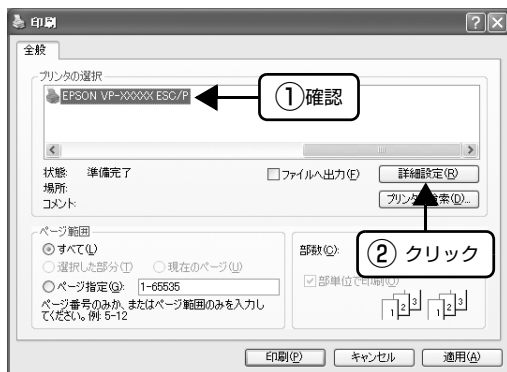 印刷
全般
プリンタの選択
EPSON VP-XXXXX ESC/P
①確認
状態: 準備完了
場所:
コメント:
ファイルへ出力(F)
詳細設定(R)
プリンタの検索(D)...
② クリック
ページ範囲
すべて(L)
選択した部分(T)
現在のページ(U)
ページ指定(G): 1-65535
ページ番号のみか、またはページ範囲のみを入力し
てください。例: 5-12
部数(C):
部単位で印刷(O)
1 2 3
1 2 3
印刷(P)
キャンセル
適用(A)